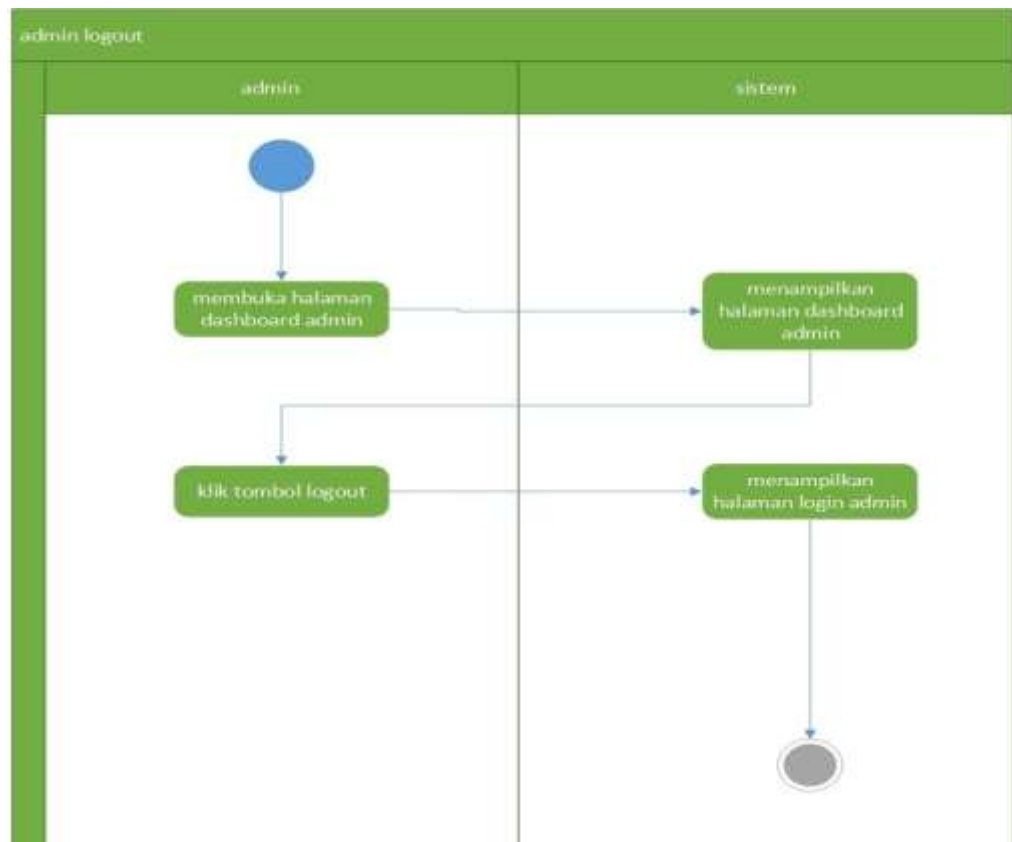 admin logout
admin
sistem
membuka halaman
dashboard admin
menampilkan
halaman dashboard
admin
klik tombol logout
menampilkan
halaman login admin